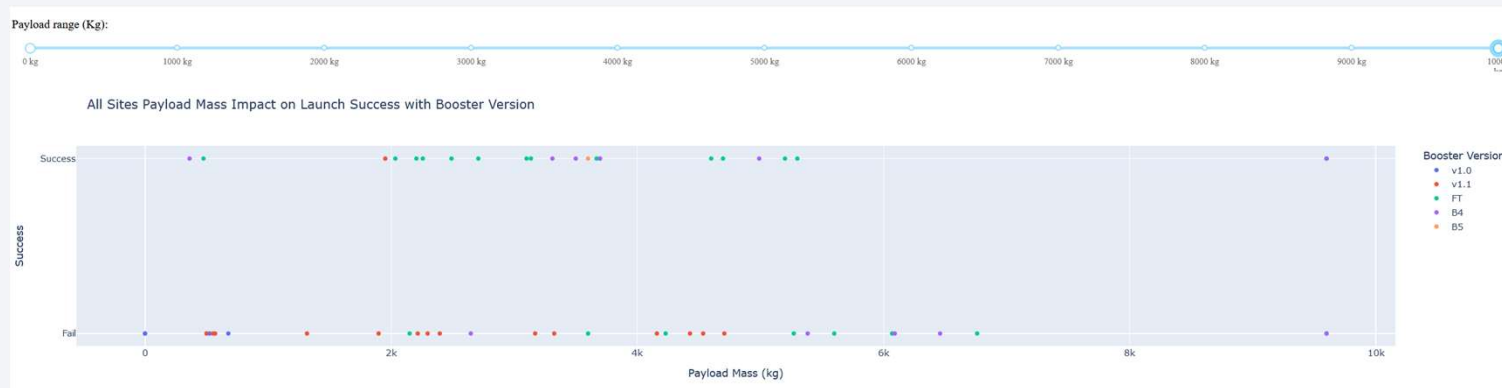 Payload range (Kg):
0 kg 1000 kg 2000 kg 3000 kg 4000 kg 5000 kg 6000 kg 7000 kg 8000 kg 9000 kg 1000
All Sites Payload Mass Impact on Launch Success with Booster Version
Success
Fail
Success
0 2k 4k 6k 8k 10k
Payload Mass (kg)
Booster Version
v1.0
v1.1
FT
B4
B5